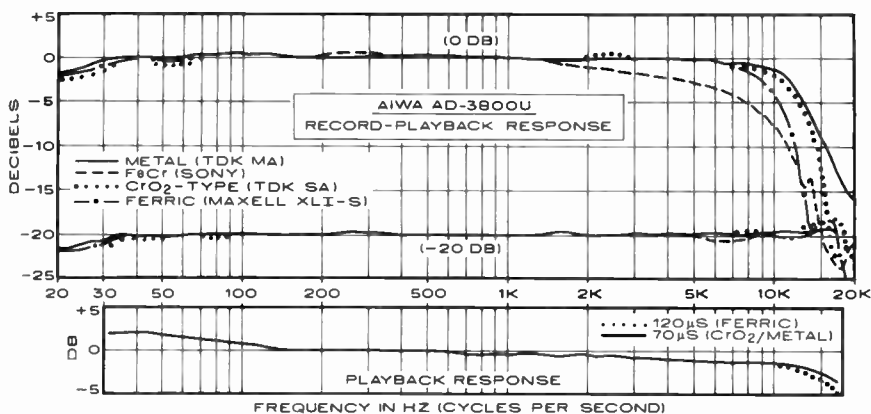 +5
(0 DB)
0
AIWA AD-3800U
RECORD-PLAYBACK RESPONSE
-5
DECIBELS
-10
METAL (TDK MA)
FeCr (SONY)
-15
CrO₂-TYPE (TDK SA)
FERRIC (MAXELL XLI-S)
-20
(-20 DB)
-25
20 30 50 100 200 500 1K 2K 5K 10K 20K
+5
120µS (FERRIC)
70µS (CrO₂/METAL)
DB
0
-5
PLAYBACK RESPONSE
FREQUENCY IN HZ (CYCLES PER SECOND)